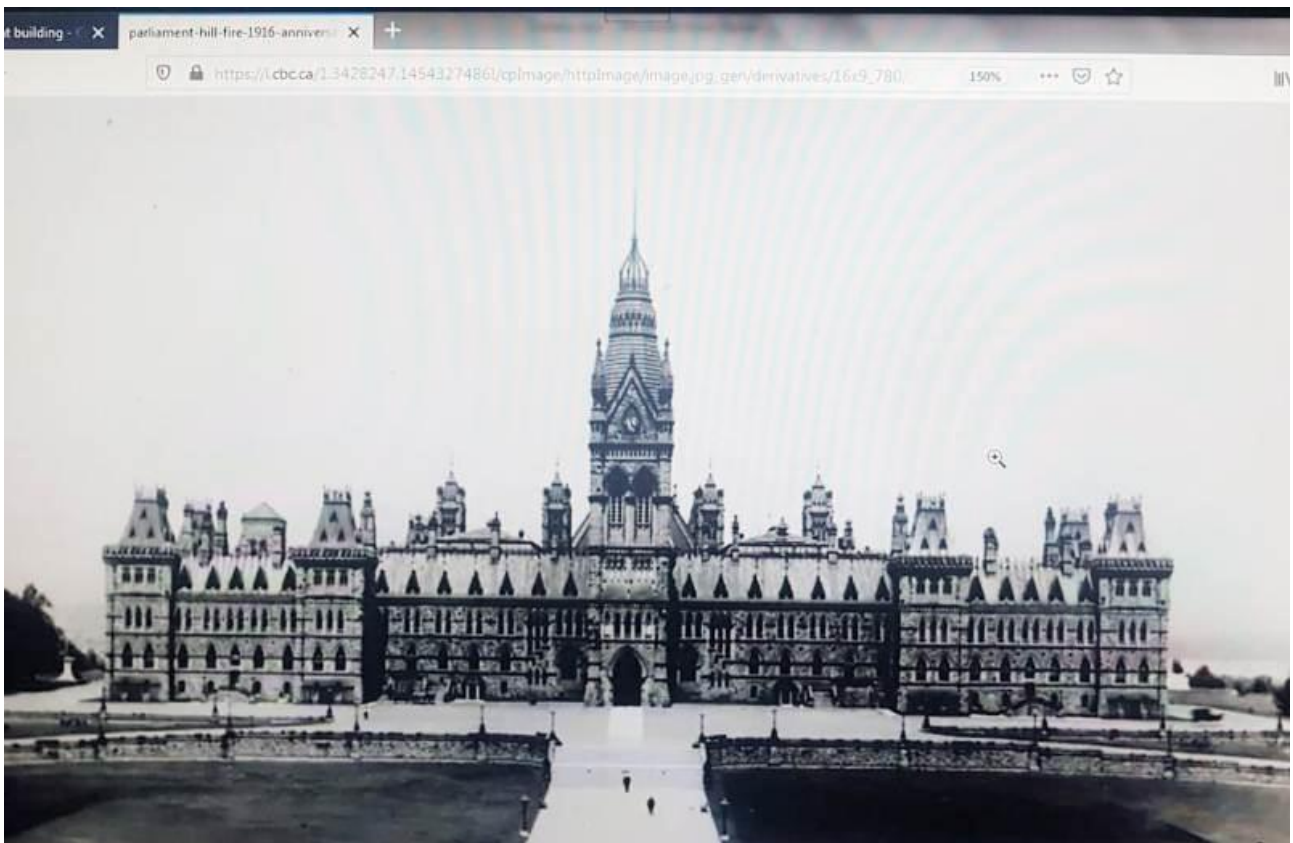 t building -
parliament-hill-fire-1916-annivers
https://i.cbc.ca/1.3428247.1454327486!/cpImage/httpImage/image.jpg_gen/derivatives/16x9_780
150%